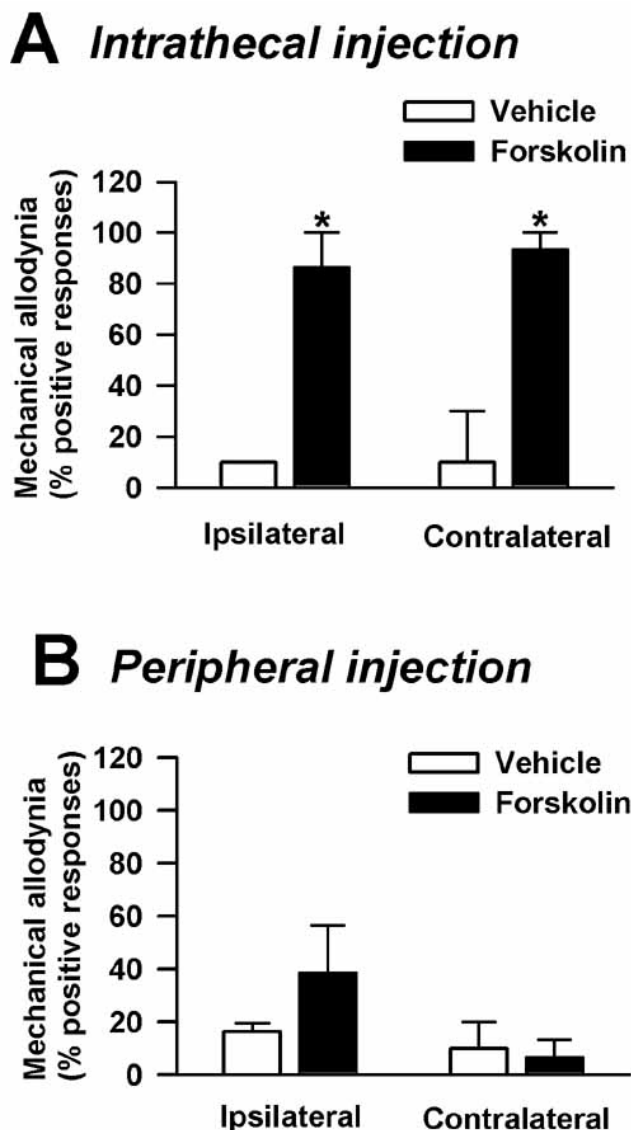 A Intrathecal injection
Vehicle
Forskolin
Mechanical allodynia
(% positive responses)
120
100
80
60
40
20
0
* *
Ipsilateral Contralateral
B Peripheral injection
Vehicle
Forskolin
Mechanical allodynia
(% positive responses)
120
100
80
60
40
20
0
Ipsilateral Contralateral